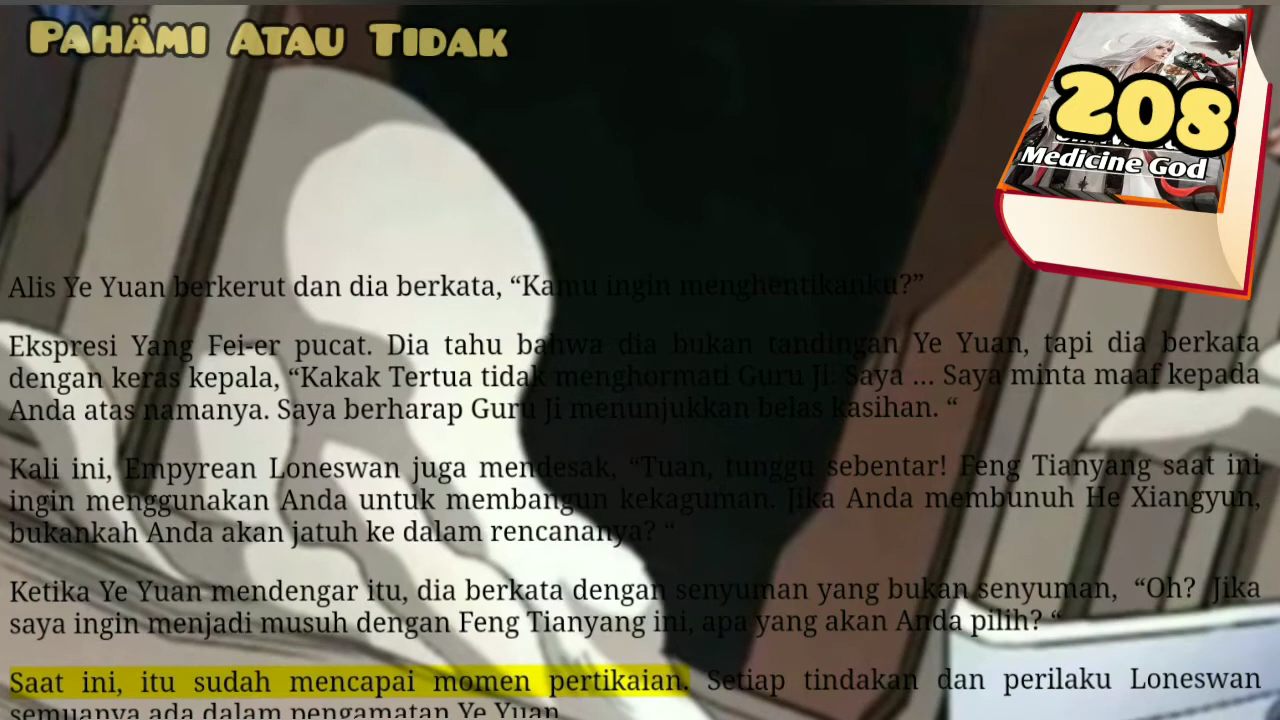 PAHÄMI ATAU TIDAK
208
Medicine God
Alis Ye Yuan berkerut dan dia berkata, “Kamu ingin menghentikanku?”
Ekspresi Yang Fei-er pucat. Dia tahu bahwa dia bukan tandingan Ye Yuan, tapi dia berkata
dengan keras kepala, “Kakak Tertua tidak menghormati Guru Ji. Saya ... Saya minta maaf kepada
Anda atas namanya. Saya berharap Guru Ji menunjukkan belas kasihan. “
Kali ini, Empyrean Loneswan juga mendesak, “Tuan, tunggu sebentar! Feng Tianyang saat ini
ingin menggunakan Anda untuk membangun kekaguman. Jika Anda membunuh He Xiangyun,
bukankah Anda akan jatuh ke dalam rencananya? “
Ketika Ye Yuan mendengar itu, dia berkata dengan senyuman yang bukan senyuman, “Oh? Jika
saya ingin menjadi musuh dengan Feng Tianyang ini, apa yang akan Anda pilih? “
Saat ini, itu sudah mencapai momen pertikaian. Setiap tindakan dan perilaku Loneswan
semuanya ada dalam pengamatan Ye Yuan